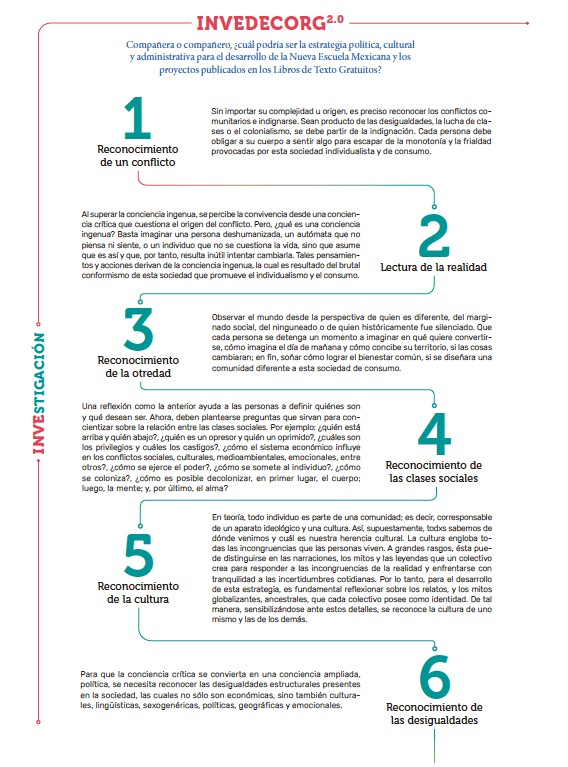 INVEDECORG2.0
Compañera o compañero, ¿cuál podría ser la estrategia política, cultural
y administrativa para el desarrollo de la Nueva Escuela Mexicana y los
proyectos publicados en los Libros de Texto Gratuitos?
1
Reconocimiento
de un conflicto
Sin importar su complejidad u origen, es preciso reconocer los conflictos co-
munitarios e indignarse. Sean producto de las desigualdades, la lucha de cla-
ses o el colonialismo, se debe partir de la indignación. Cada persona debe
obligar a su cuerpo a sentir algo para escapar de la monotonía y la frialdad
provocadas por esta sociedad individualista y de consumo.
Al superar la conciencia ingenua, se percibe la convivencia desde una concien-
cia crítica que cuestiona el origen del conflicto. Pero, ¿qué es una conciencia
ingenua? Basta imaginar una persona deshumanizada, un autómata que no
piensa ni siente, o un individuo que no se cuestiona la vida, sino que asume
que es así y que, por tanto, resulta inútil intentar cambiarla. Tales pensamien-
tos y acciones derivan de la conciencia ingenua, la cual es resultado del brutal
conformismo de esta sociedad que promueve el individualismo y el consumo.
2
Lectura de la realidad
3
Reconocimiento
de la otredad
Observar el mundo desde la perspectiva de quien es diferente, del margi-
nado social, del ninguneado o de quien históricamente fue silenciado. Que
cada persona se detenga un momento a imaginar en qué quiere convertir-
se, cómo imagina el día de mañana y cómo concibe su territorio, si las cosas
cambiaran; en fin, soñar cómo lograr el bienestar común, si se diseñara una
comunidad diferente a esta sociedad de consumo.
Una reflexión como la anterior ayuda a las personas a definir quiénes son
y qué desean ser. Ahora, deben plantearse preguntas que sirvan para con-
cientizar sobre la relación entre las clases sociales. Por ejemplo: ¿quién está
arriba y quién abajo?, ¿quién es un opresor y quién un oprimido?, ¿cuáles son
los privilegios y cuáles los castigos?, ¿cómo el sistema económico influye
en los conflictos sociales, culturales, medioambientales, emocionales, entre
otros?, ¿cómo se ejerce el poder?, ¿cómo se somete al individuo?, ¿cómo
se coloniza?, ¿cómo es posible decolonizar, en primer lugar, el cuerpo;
luego, la mente; y, por último, el alma?
4
Reconocimiento de
las clases sociales
5
Reconocimiento
de la cultura
En teoría, todo individuo es parte de una comunidad; es decir, corresponsable
de un aparato ideológico y una cultura. Así, supuestamente, todxs sabemos de
dónde venimos y cuál es nuestra herencia cultural. La cultura engloba to-
das las incongruencias que las personas viven. A grandes rasgos, ésta pue-
de distinguirse en las narraciones, los mitos y las leyendas que un colectivo
crea para responder a las incongruencias de la realidad y enfrentarse con
tranquilidad a las incertidumbres cotidianas. Por lo tanto, para el desarrollo
de esta estrategia, es fundamental reflexionar sobre los relatos, y los mitos
globalizantes, ancestrales, que cada colectivo posee como identidad. De tal
manera, sensibilizándose ante estos detalles, se reconoce la cultura de uno
mismo y las de los demás.
Para que la conciencia crítica se convierta en una conciencia ampliada,
política, se necesita reconocer las desigualdades estructurales presentes
en la sociedad, las cuales no sólo son económicas, sino también cultura-
les, lingüísticas, sexogenéricas, políticas, geográficas y emocionales.
6
Reconocimiento de
las desigualdades
INVESTIGACIÓN